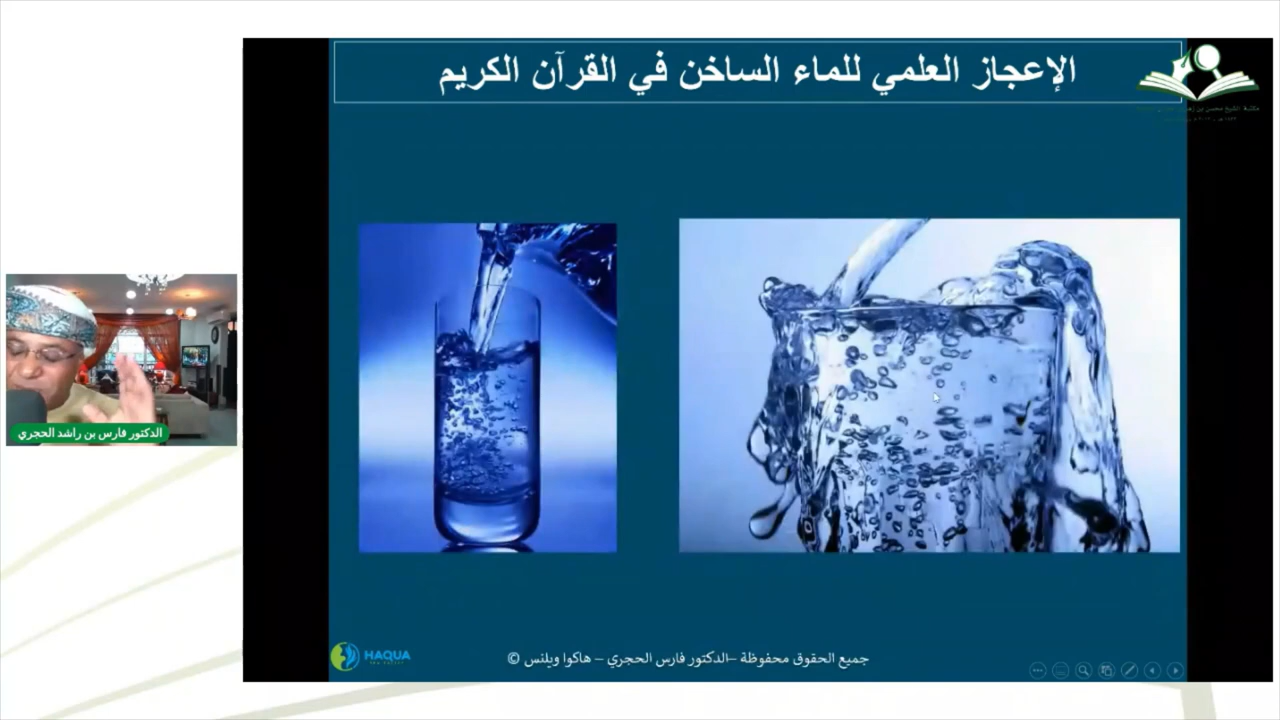 الإعجاز العلمي للماء الساخن في القرآن الكريم
الدكتور فارس بن راشد الحجري
HAQUA
جميع الحقوق محفوظة –الدكتور فارس الحجري – هاكوا ويلنس ©